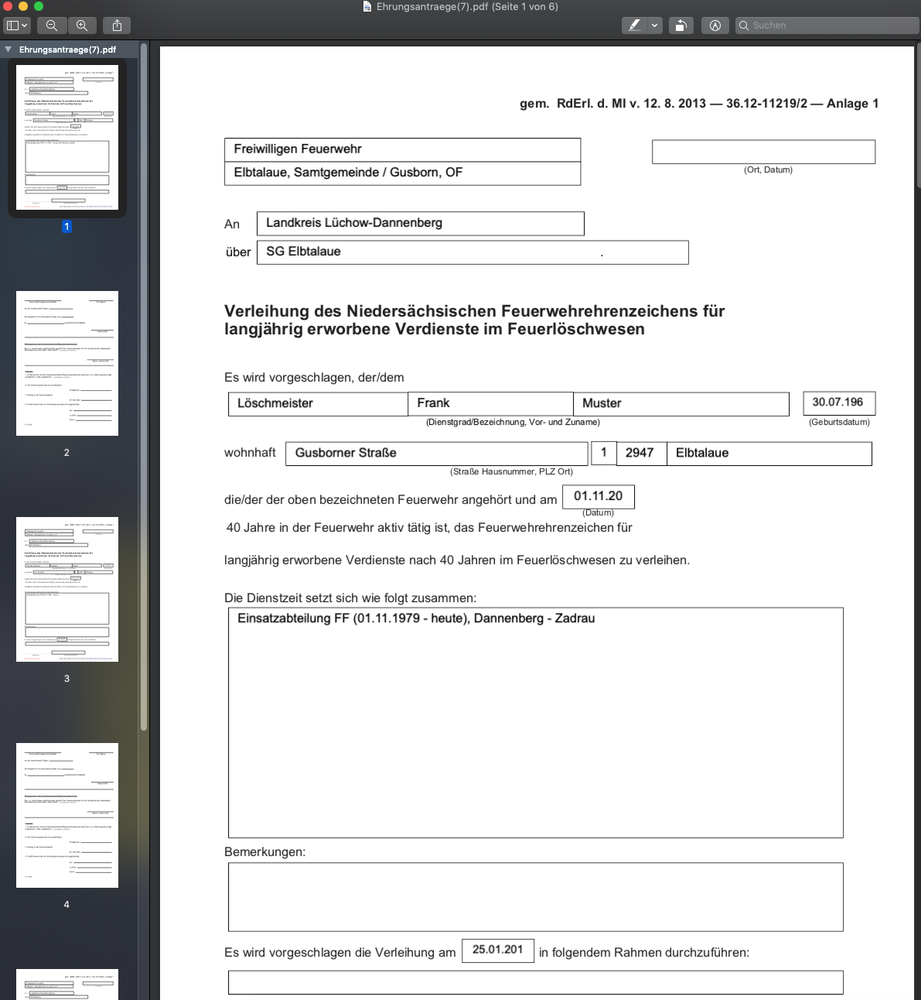 Ehrungsantraege(7).pdf (Seite 1 von 6)
Suchen
Ehrungsantraege(7).pdf
1
2
3
4
gem. RdErl. d. MI v. 12. 8. 2013 — 36.12-11219/2 — Anlage 1
Freiwilligen Feuerwehr
Elbtalaue, Samtgemeinde / Gusborn, OF
(Ort, Datum)
An Landkreis Lüchow-Dannenberg
über SG Elbtalaue .
Verleihung des Niedersächsischen Feuerwehrehrenzeichens für
langjährig erworbene Verdienste im Feuerlöschwesen
Es wird vorgeschlagen, der/dem
Löschmeister Frank Muster 30.07.196
(Dienstgrad/Bezeichnung, Vor- und Zuname) (Geburtsdatum)
wohnhaft Gusborner Straße 1 2947 Elbtalaue
(Straße Hausnummer, PLZ Ort)
die/der der oben bezeichneten Feuerwehr angehört und am 01.11.20
(Datum)
40 Jahre in der Feuerwehr aktiv tätig ist, das Feuerwehrehrenzeichen für
langjährig erworbene Verdienste nach 40 Jahren im Feuerlöschwesen zu verleihen.
Die Dienstzeit setzt sich wie folgt zusammen:
Einsatzabteilung FF (01.11.1979 - heute), Dannenberg - Zadrau
Bemerkungen:
Es wird vorgeschlagen die Verleihung am 25.01.201 in folgendem Rahmen durchzuführen: